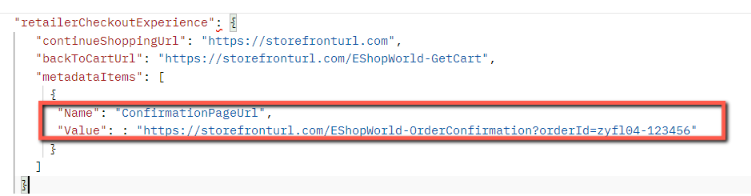 "retailerCheckoutExperience": {
"continueShoppingUrl": "https://storefronturl.com",
"backToCartUrl": "https://storefronturl.com/EShopWorld-GetCart",
"metadataItems": [
{
"Name": "ConfirmationPageUrl",
"Value": : "https://storefronturl.com/EShopWorld-OrderConfirmation?orderId=zyfl04-123456"
}
]
}